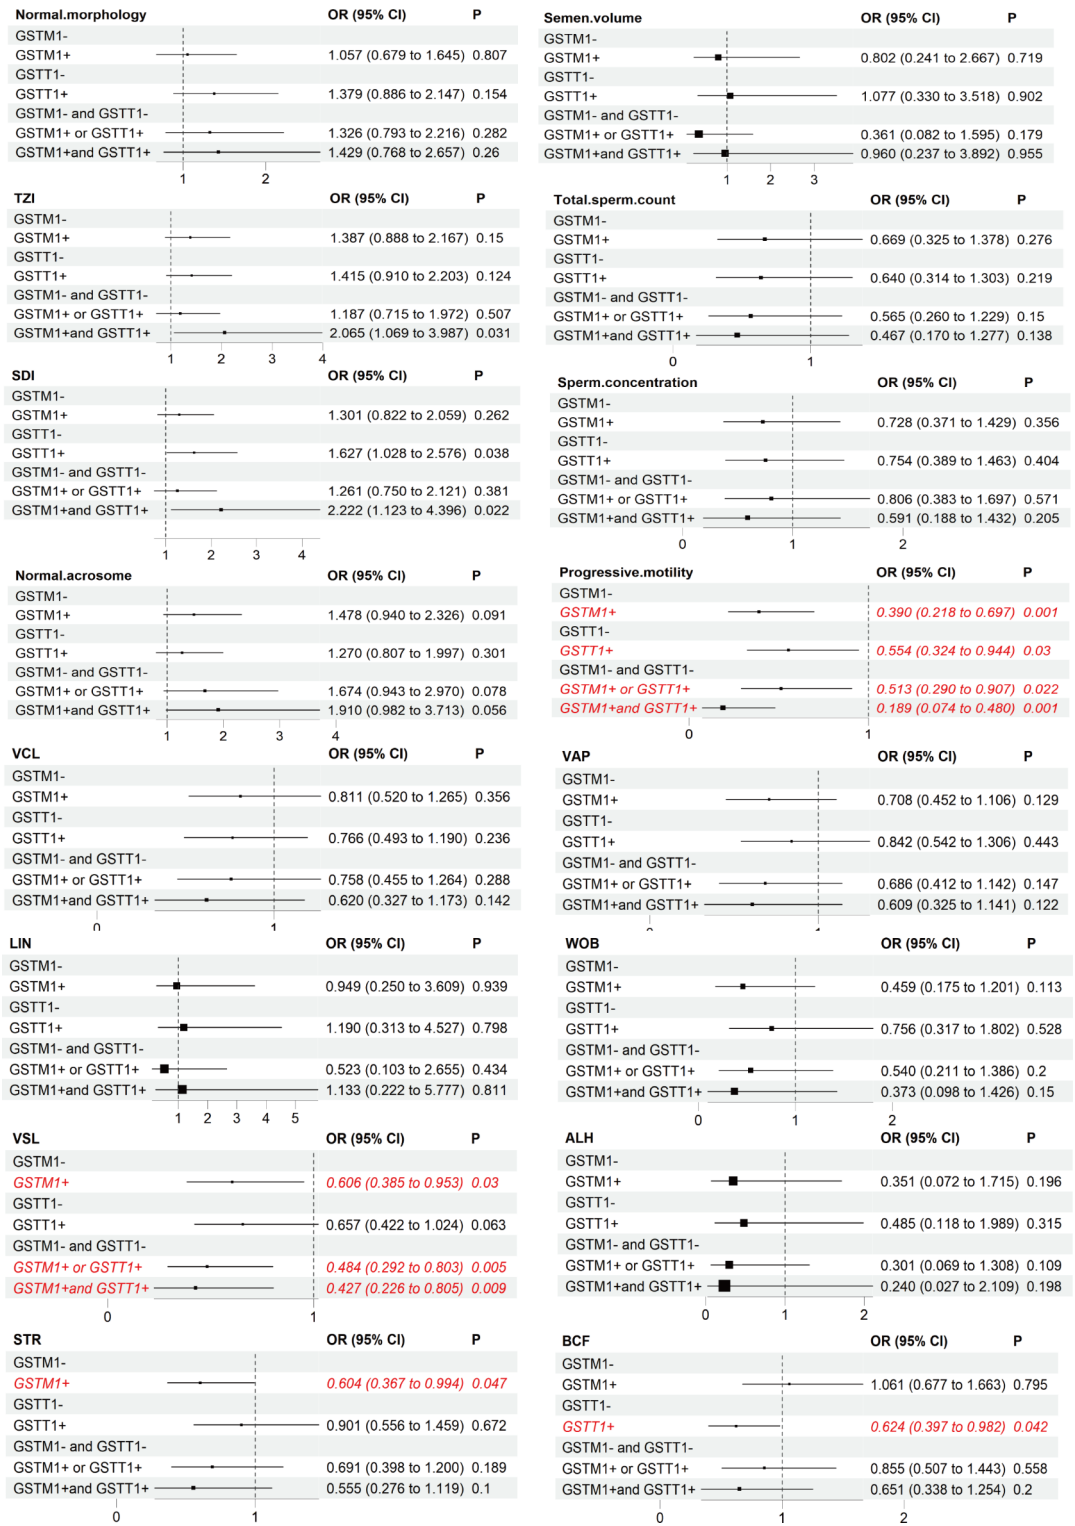 Normal.morphology OR (95% CI) P
GSTM1-
GSTM1+ 1.057 (0.679 to 1.645) 0.807
GSTT1-
GSTT1+ 1.379 (0.886 to 2.147) 0.154
GSTM1- and GSTT1-
GSTM1+ or GSTT1+ 1.326 (0.793 to 2.216) 0.282
GSTM1+and GSTT1+ 1.429 (0.768 to 2.657) 0.26
1 2
TZI OR (95% CI) P
GSTM1-
GSTM1+ 1.387 (0.888 to 2.167) 0.15
GSTT1-
GSTT1+ 1.415 (0.910 to 2.203) 0.124
GSTM1- and GSTT1-
GSTM1+ or GSTT1+ 1.187 (0.715 to 1.972) 0.507
GSTM1+and GSTT1+ 2.065 (1.069 to 3.987) 0.031
1 2 3 4
SDI OR (95% CI) P
GSTM1-
GSTM1+ 1.301 (0.822 to 2.059) 0.262
GSTT1-
GSTT1+ 1.627 (1.028 to 2.576) 0.038
GSTM1- and GSTT1-
GSTM1+ or GSTT1+ 1.261 (0.750 to 2.121) 0.381
GSTM1+and GSTT1+ 2.222 (1.123 to 4.396) 0.022
1 2 3 4
Normal.acrosome OR (95% CI) P
GSTM1-
GSTM1+ 1.478 (0.940 to 2.326) 0.091
GSTT1-
GSTT1+ 1.270 (0.807 to 1.997) 0.301
GSTM1- and GSTT1-
GSTM1+ or GSTT1+ 1.674 (0.943 to 2.970) 0.078
GSTM1+and GSTT1+ 1.910 (0.982 to 3.713) 0.056
1 2 3 4
VCL OR (95% CI) P
GSTM1-
GSTM1+ 0.811 (0.520 to 1.265) 0.356
GSTT1-
GSTT1+ 0.766 (0.493 to 1.190) 0.236
GSTM1- and GSTT1-
GSTM1+ or GSTT1+ 0.758 (0.455 to 1.264) 0.288
GSTM1+and GSTT1+ 0.620 (0.327 to 1.173) 0.142
0 1
LIN OR (95% CI) P
GSTM1-
GSTM1+ 0.949 (0.250 to 3.609) 0.939
GSTT1-
GSTT1+ 1.190 (0.313 to 4.527) 0.798
GSTM1- and GSTT1-
GSTM1+ or GSTT1+ 0.523 (0.103 to 2.655) 0.434
GSTM1+and GSTT1+ 1.133 (0.222 to 5.777) 0.811
1 2 3 4 5
VSL OR (95% CI) P
GSTM1-
GSTM1+ 0.606 (0.385 to 0.953) 0.03
GSTT1-
GSTT1+ 0.657 (0.422 to 1.024) 0.063
GSTM1- and GSTT1-
GSTM1+ or GSTT1+ 0.484 (0.292 to 0.803) 0.005
GSTM1+and GSTT1+ 0.427 (0.226 to 0.805) 0.009
0 1
STR OR (95% CI) P
GSTM1-
GSTM1+ 0.604 (0.367 to 0.994) 0.047
GSTT1-
GSTT1+ 0.901 (0.556 to 1.459) 0.672
GSTM1- and GSTT1-
GSTM1+ or GSTT1+ 0.691 (0.398 to 1.200) 0.189
GSTM1+and GSTT1+ 0.555 (0.276 to 1.119) 0.1
0 1
Semen.volume OR (95% CI) P
GSTM1-
GSTM1+ 0.802 (0.241 to 2.667) 0.719
GSTT1-
GSTT1+ 1.077 (0.330 to 3.518) 0.902
GSTM1- and GSTT1-
GSTM1+ or GSTT1+ 0.361 (0.082 to 1.595) 0.179
GSTM1+and GSTT1+ 0.960 (0.237 to 3.892) 0.955
1 2 3
Total.sperm.count OR (95% CI) P
GSTM1-
GSTM1+ 0.669 (0.325 to 1.378) 0.276
GSTT1-
GSTT1+ 0.640 (0.314 to 1.303) 0.219
GSTM1- and GSTT1-
GSTM1+ or GSTT1+ 0.565 (0.260 to 1.229) 0.15
GSTM1+and GSTT1+ 0.467 (0.170 to 1.277) 0.138
0 1
Sperm.concentration OR (95% CI) P
GSTM1-
GSTM1+ 0.728 (0.371 to 1.429) 0.356
GSTT1-
GSTT1+ 0.754 (0.389 to 1.463) 0.404
GSTM1- and GSTT1-
GSTM1+ or GSTT1+ 0.806 (0.383 to 1.697) 0.571
GSTM1+and GSTT1+ 0.591 (0.188 to 1.432) 0.205
0 1 2
Progressive.motility OR (95% CI) P
GSTM1-
GSTM1+ 0.390 (0.218 to 0.697) 0.001
GSTT1-
GSTT1+ 0.554 (0.324 to 0.944) 0.03
GSTM1- and GSTT1-
GSTM1+ or GSTT1+ 0.513 (0.290 to 0.907) 0.022
GSTM1+and GSTT1+ 0.189 (0.074 to 0.480) 0.001
0 1
VAP OR (95% CI) P
GSTM1-
GSTM1+ 0.708 (0.452 to 1.106) 0.129
GSTT1-
GSTT1+ 0.842 (0.542 to 1.306) 0.443
GSTM1- and GSTT1-
GSTM1+ or GSTT1+ 0.686 (0.412 to 1.142) 0.147
GSTM1+and GSTT1+ 0.609 (0.325 to 1.141) 0.122
0 1
WOB OR (95% CI) P
GSTM1-
GSTM1+ 0.459 (0.175 to 1.201) 0.113
GSTT1-
GSTT1+ 0.756 (0.317 to 1.802) 0.528
GSTM1- and GSTT1-
GSTM1+ or GSTT1+ 0.540 (0.211 to 1.386) 0.2
GSTM1+and GSTT1+ 0.373 (0.098 to 1.426) 0.15
0 1 2
ALH OR (95% CI) P
GSTM1-
GSTM1+ 0.351 (0.072 to 1.715) 0.196
GSTT1-
GSTT1+ 0.485 (0.118 to 1.989) 0.315
GSTM1- and GSTT1-
GSTM1+ or GSTT1+ 0.301 (0.069 to 1.308) 0.109
GSTM1+and GSTT1+ 0.240 (0.027 to 2.109) 0.198
0 1 2
BCF OR (95% CI) P
GSTM1-
GSTM1+ 1.061 (0.677 to 1.663) 0.795
GSTT1-
GSTT1+ 0.624 (0.397 to 0.982) 0.042
GSTM1- and GSTT1-
GSTM1+ or GSTT1+ 0.855 (0.507 to 1.443) 0.558
GSTM1+and GSTT1+ 0.651 (0.338 to 1.254) 0.2
0 1 2